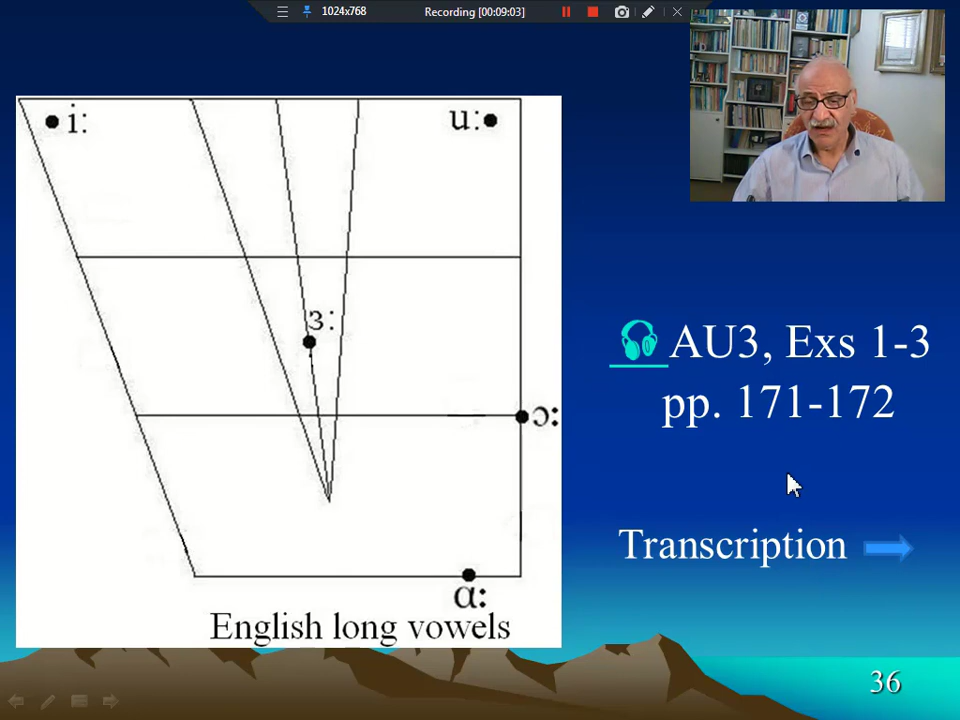 1024x768 Recording [00:09:03]
i: u:
ɜ:
ɔ:
ɑ:
English long vowels
AU3, Exs 1-3
pp. 171-172
Transcription
36